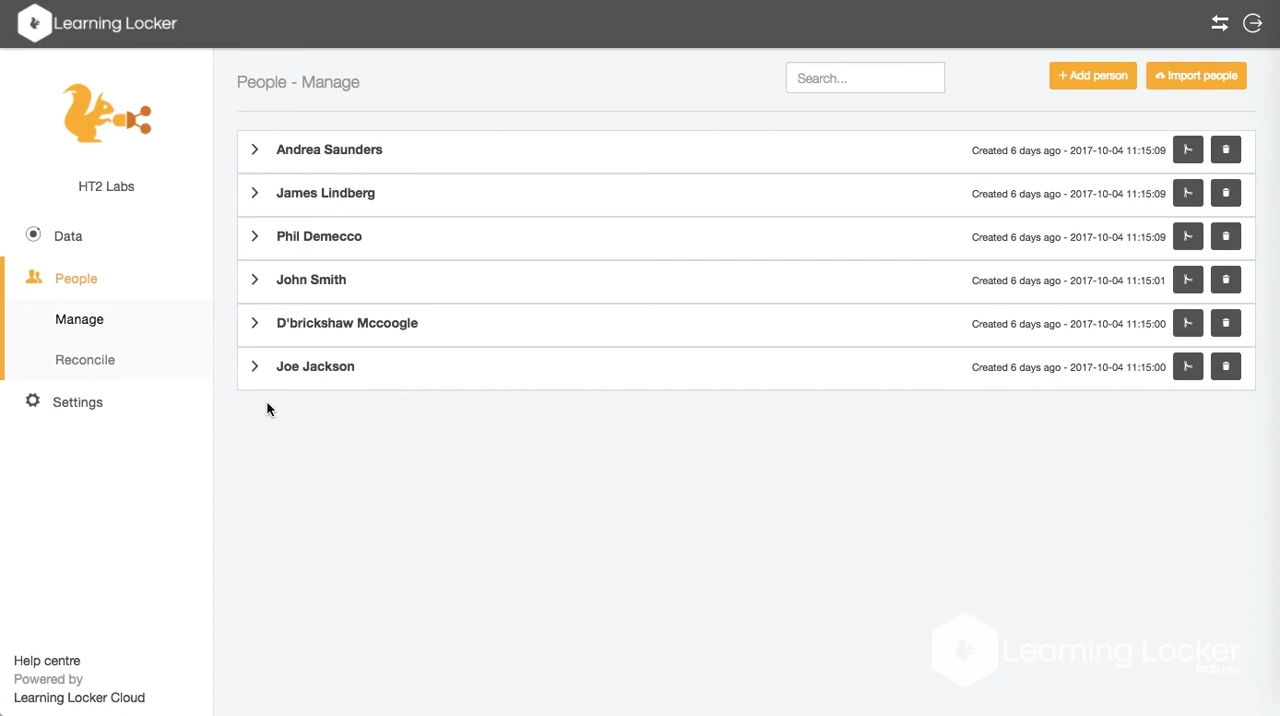 Learning Locker
HT2 Labs
Data
People
Manage
Reconcile
Settings
Help centre
Powered by
Learning Locker Cloud
People - Manage
Search...
+ Add person
Import people
Andrea Saunders
Created 6 days ago - 2017-10-04 11:15:09
James Lindberg
Created 6 days ago - 2017-10-04 11:15:09
Phil Demecco
Created 6 days ago - 2017-10-04 11:15:09
John Smith
Created 6 days ago - 2017-10-04 11:15:01
D'brickshaw Mccoogle
Created 6 days ago - 2017-10-04 11:15:00
Joe Jackson
Created 6 days ago - 2017-10-04 11:15:00
Learning Locker